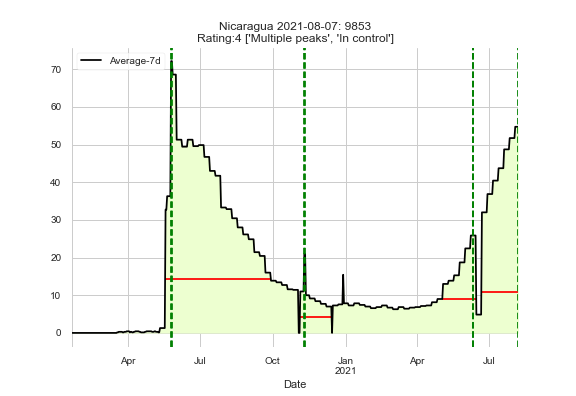 Nicaragua 2021-08-07: 9853
Rating:4 ['Multiple peaks', 'In control']
Average-7d
70
60
50
40
30
20
10
0
Apr Jul Oct Jan Apr Jul
2021
Date